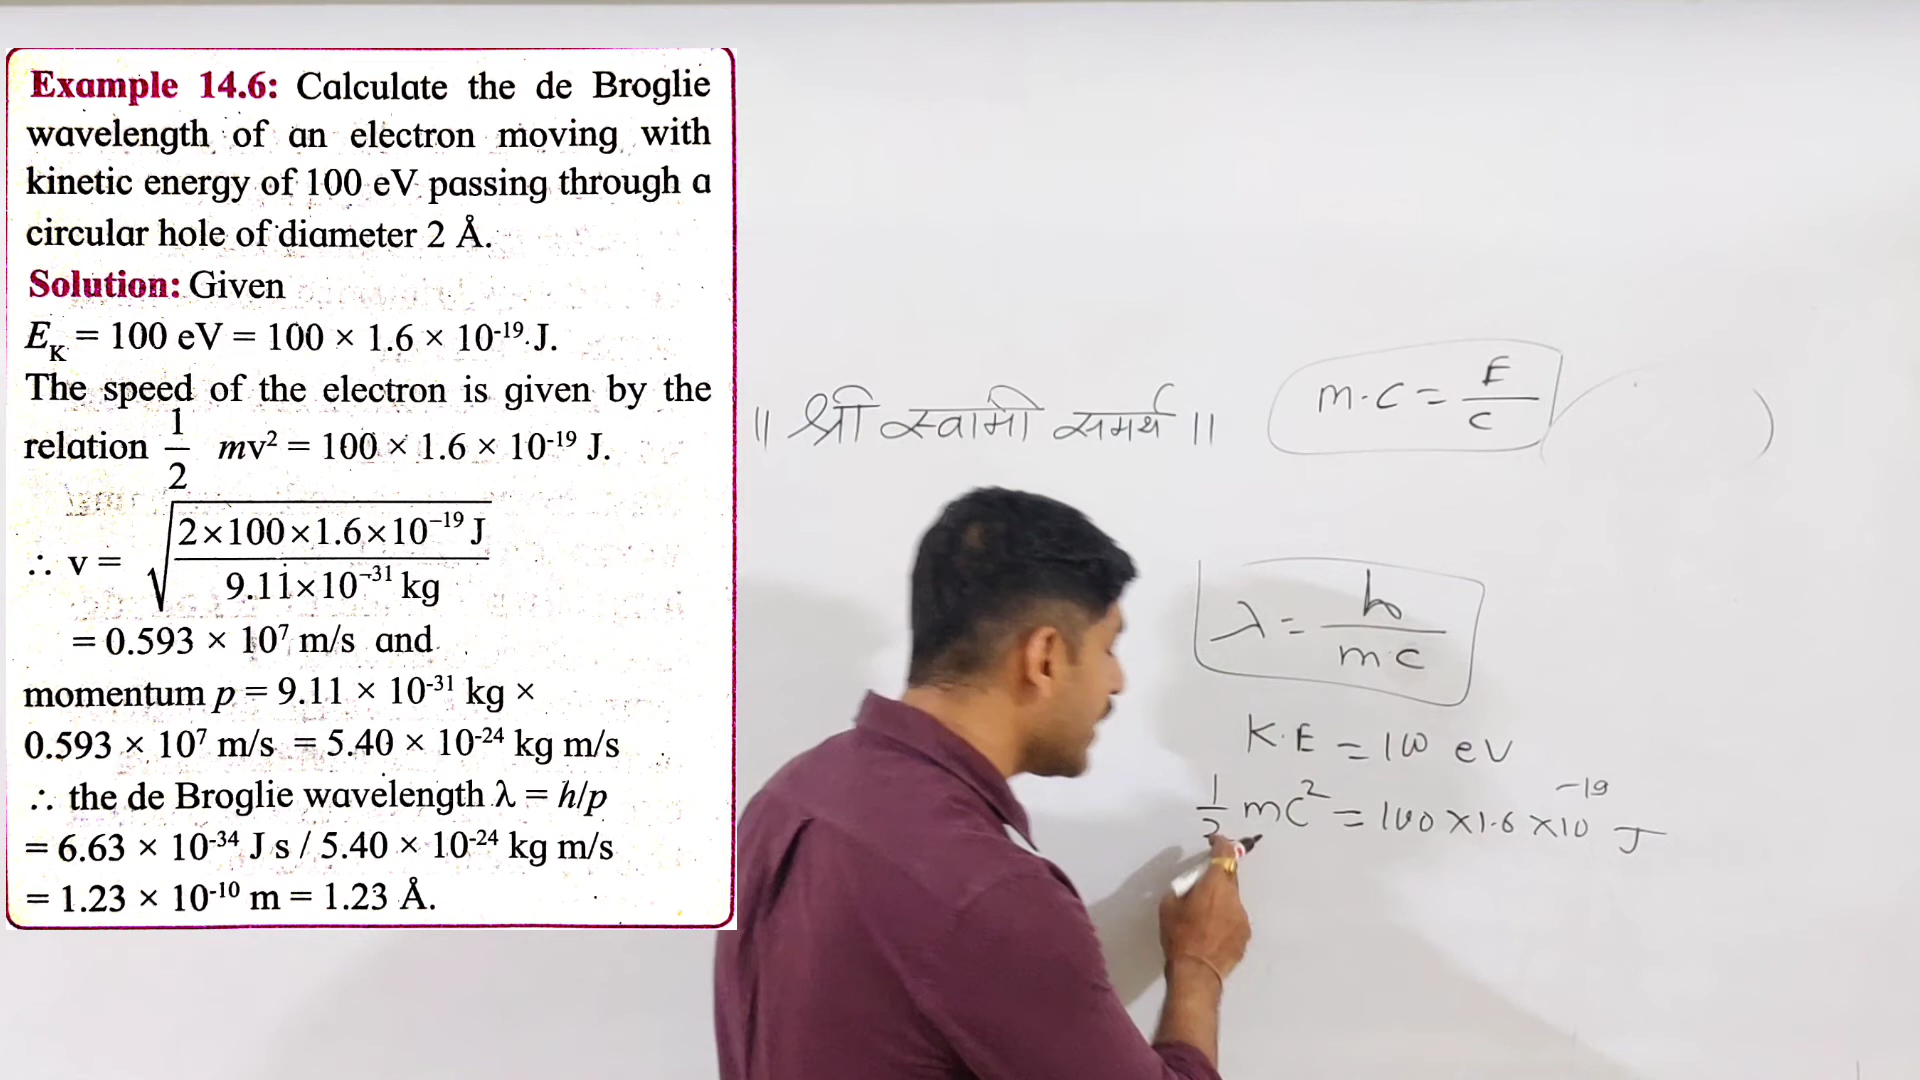 Example 14.6: Calculate the de Broglie
wavelength of an electron moving with
kinetic energy of 100 eV passing through a
circular hole of diameter 2 Å.
Solution: Given
E_K = 100 eV = 100 × 1.6 × 10⁻¹⁹ J.
The speed of the electron is given by the
relation 1/2 mv² = 100 × 1.6 × 10⁻¹⁹ J.
∴ v = √(2×100×1.6×10⁻¹⁹ J / 9.11×10⁻³¹ kg)
= 0.593 × 10⁷ m/s and
momentum p = 9.11 × 10⁻³¹ kg ×
0.593 × 10⁷ m/s = 5.40 × 10⁻²⁴ kg m/s
∴ the de Broglie wavelength λ = h/p
= 6.63 × 10⁻³⁴ J s / 5.40 × 10⁻²⁴ kg m/s
= 1.23 × 10⁻¹⁰ m = 1.23 Å.
|| श्री स्वामी समर्थ ||
m·c = E/c
λ = h/m·c
K.E = 100 eV
1/2 mc² = 100 × 1.6 × 10⁻¹⁹ J